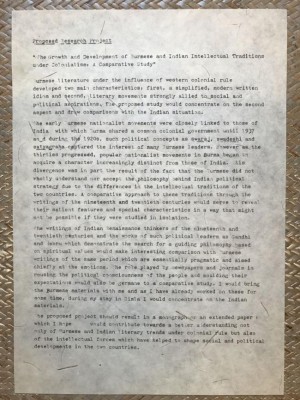 Proposed Research Project
"The Growth and Development of Burmese and Indian Intellectual Traditions
under Colonialism: A Comparative Study"
Burmese literature under the influence of western colonial rule
developed two main characteristics: first, a simplified, modern written
idiom and second, literary movements strongly allied to social and
political aspirations. The proposed study would concentrate on the second
aspect and draw comparisons with the Indian situation.
The early Burmese nationalist movements were closely linked to those of
India, with which Burma shared a common colonial government until 1937
and during the 1920s, such political concepts as swaraj, swadeshi and
satyagraha captured the interest of many Burmese leaders. However as the
thirties progressed, popular nationalist movements in Burma began to
acquire a character increasingly distinct from those of India. This
divergence was in part the result of the fact that the Burmese did not
really understand nor accept the philosophy behind Indian political
strategy due to the differences in the intellectual traditions of the
two countries. A comparative approach to these traditions through the
writings of the nineteenth and twentieth centuries would serve to reveal
their salient features and special characteristics in a way that might
not be possible if they were studied in isolation.
The writings of Indian Renaissance thinkers of the nineteenth and
twentieth centuries and the works of such political leaders as Gandhi
and Nehru which demonstrate the search for a guiding philosophy based
on spiritual values would make interesting comparison with Burmese
writings of the same period which are essentially pragmatic and aimed
chiefly at the emotions. The role played by newspapers and journals in
rousing the political consciousness of the people and moulding their
expectations would also be germane to a comparative study. I would bring
the Burmese materials with me and as I have already worked on these for
some time, during my stay in Simla I would concentrate on the Indian
materials.
The proposed project should result in a monograph or an extended paper
which I hope would contribute towards a better understanding not
only of Burmese and Indian literary trends under colonial rule but also
of the intellectual forces which have helped to shape social and political
developments in the two countries.